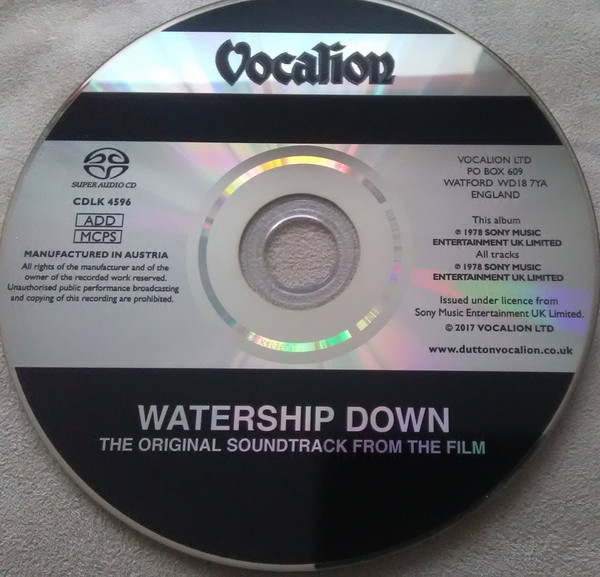 Vocalion
SUPER AUDIO CD
CDLK 4596
ADD
MCPS
MANUFACTURED IN AUSTRIA
All rights of the manufacturer and of the
owner of the recorded work reserved.
Unauthorised public performance broadcasting
and copying of this recording are prohibited.
VOCALION LTD
PO BOX 609
WATFORD WD18 7YA
ENGLAND
This album
℗ 1978 SONY MUSIC
ENTERTAINMENT UK LIMITED
All tracks
℗ 1978 SONY MUSIC
ENTERTAINMENT UK LIMITED
Issued under licence from
Sony Music Entertainment UK Limited.
© 2017 VOCALION LTD
www.duttonvocalion.co.uk
WATERSHIP DOWN
THE ORIGINAL SOUNDTRACK FROM THE FILM